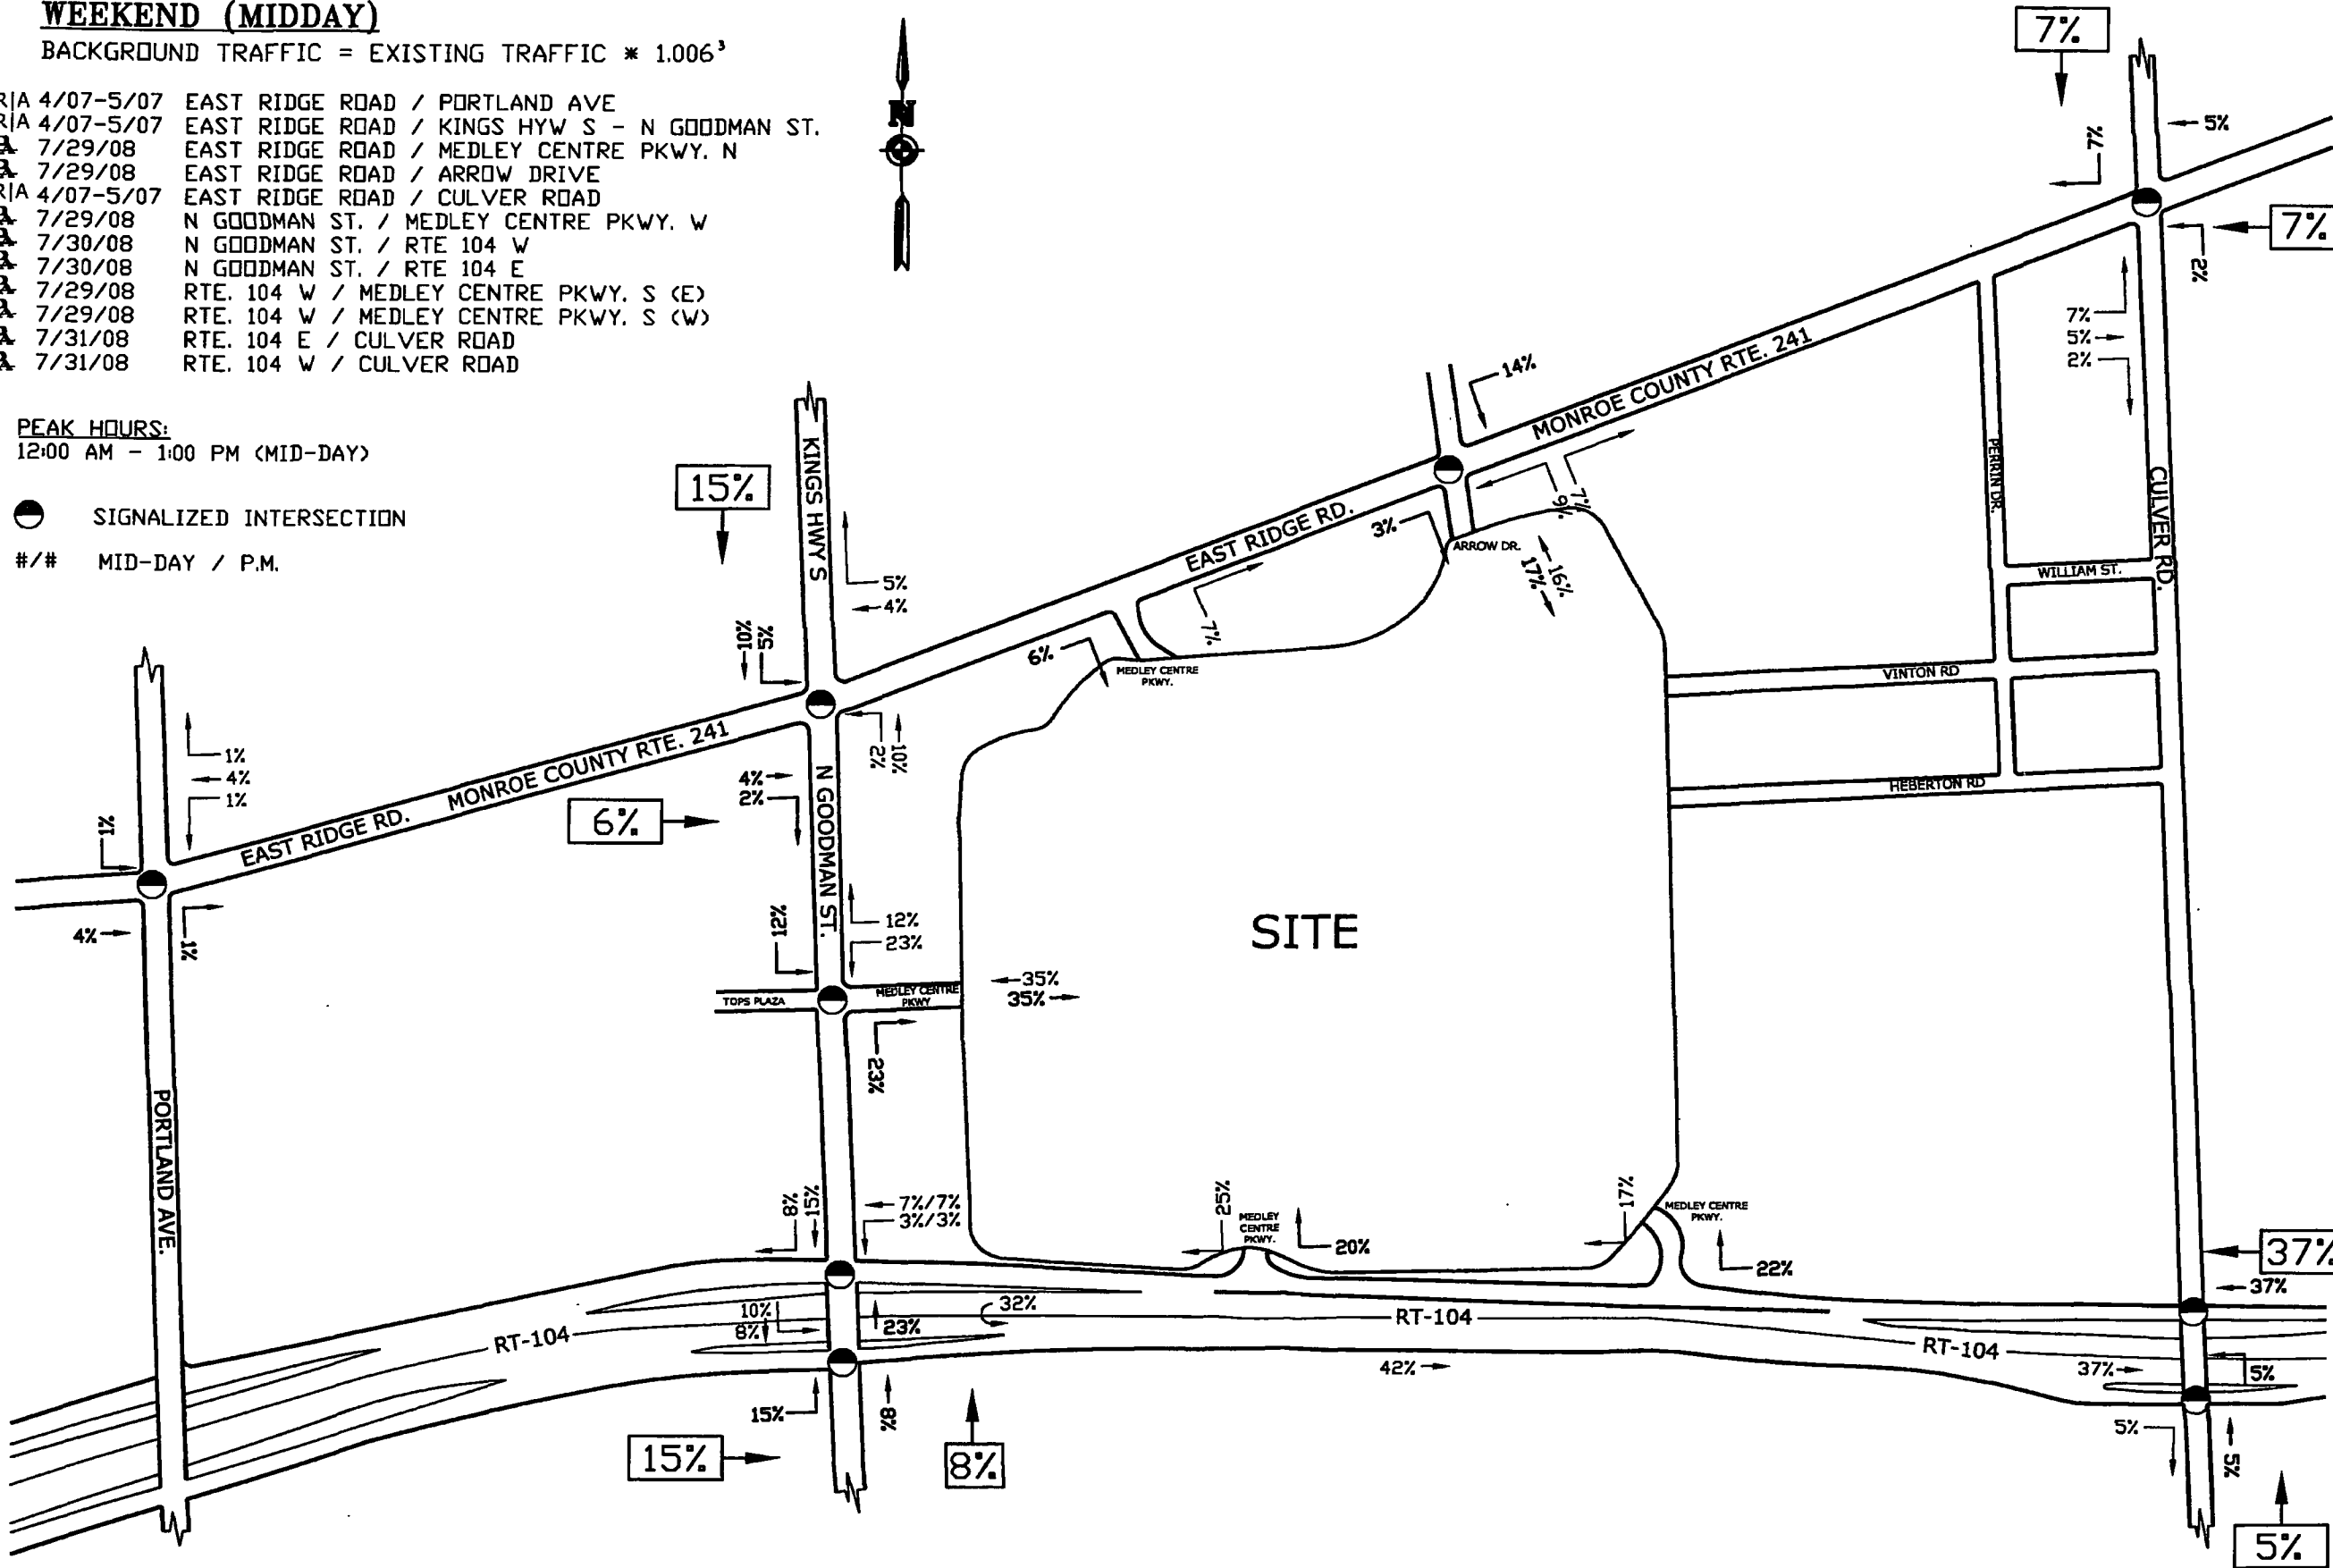 WEEKEND (MIDDAY)
BACKGROUND TRAFFIC = EXISTING TRAFFIC * 1.006³
4/07-5/07 EAST RIDGE ROAD / PORTLAND AVE
4/07-5/07 EAST RIDGE ROAD / KINGS HYW S - N GOODMAN ST.
7/29/08 EAST RIDGE ROAD / MEDLEY CENTRE PKWY. N
7/29/08 EAST RIDGE ROAD / ARROW DRIVE
4/07-5/07 EAST RIDGE ROAD / CULVER ROAD
7/29/08 N GOODMAN ST. / MEDLEY CENTRE PKWY. W
7/30/08 N GOODMAN ST. / RTE 104 W
7/30/08 N GOODMAN ST. / RTE 104 E
7/29/08 RTE. 104 W / MEDLEY CENTRE PKWY. S (E)
7/29/08 RTE. 104 W / MEDLEY CENTRE PKWY. S (W)
7/31/08 RTE. 104 E / CULVER ROAD
7/31/08 RTE. 104 W / CULVER ROAD
PEAK HOURS:
12:00 AM - 1:00 PM (MID-DAY)
SIGNALIZED INTERSECTION
#/# MID-DAY / P.M.
N
7%
7%
5%
7%
2%
7%
5%
2%
14%
MONROE COUNTY RTE. 241
7%
9%
3%
ARROW DR.
16%
17%
EAST RIDGE RD.
7%
6%
MEDLEY CENTRE
PKWY.
15%
KINGS HWY S
5%
4%
10%
5%
2%
10%
4%
2%
6%
N GOODMAN ST.
MONROE COUNTY RTE. 241
EAST RIDGE RD.
1%
4%
1%
1%
4%
1%
PORTLAND AVE.
PERRIN DR.
CULVER RD.
WILLIAM ST.
VINTON RD
HEBERTON RD
SITE
12%
12%
23%
35%
35%
TOPS PLAZA
MEDLEY CENTRE
PKWY
23%
8%
15%
7%/7%
3%/3%
25%
MEDLEY
CENTRE
PKWY.
20%
17%
MEDLEY CENTRE
PKWY.
22%
37%
37%
10%
8%
23%
32%
RT-104
RT-104
RT-104
42%
37%
5%
15%
8%
15%
8%
5%
5%
5%